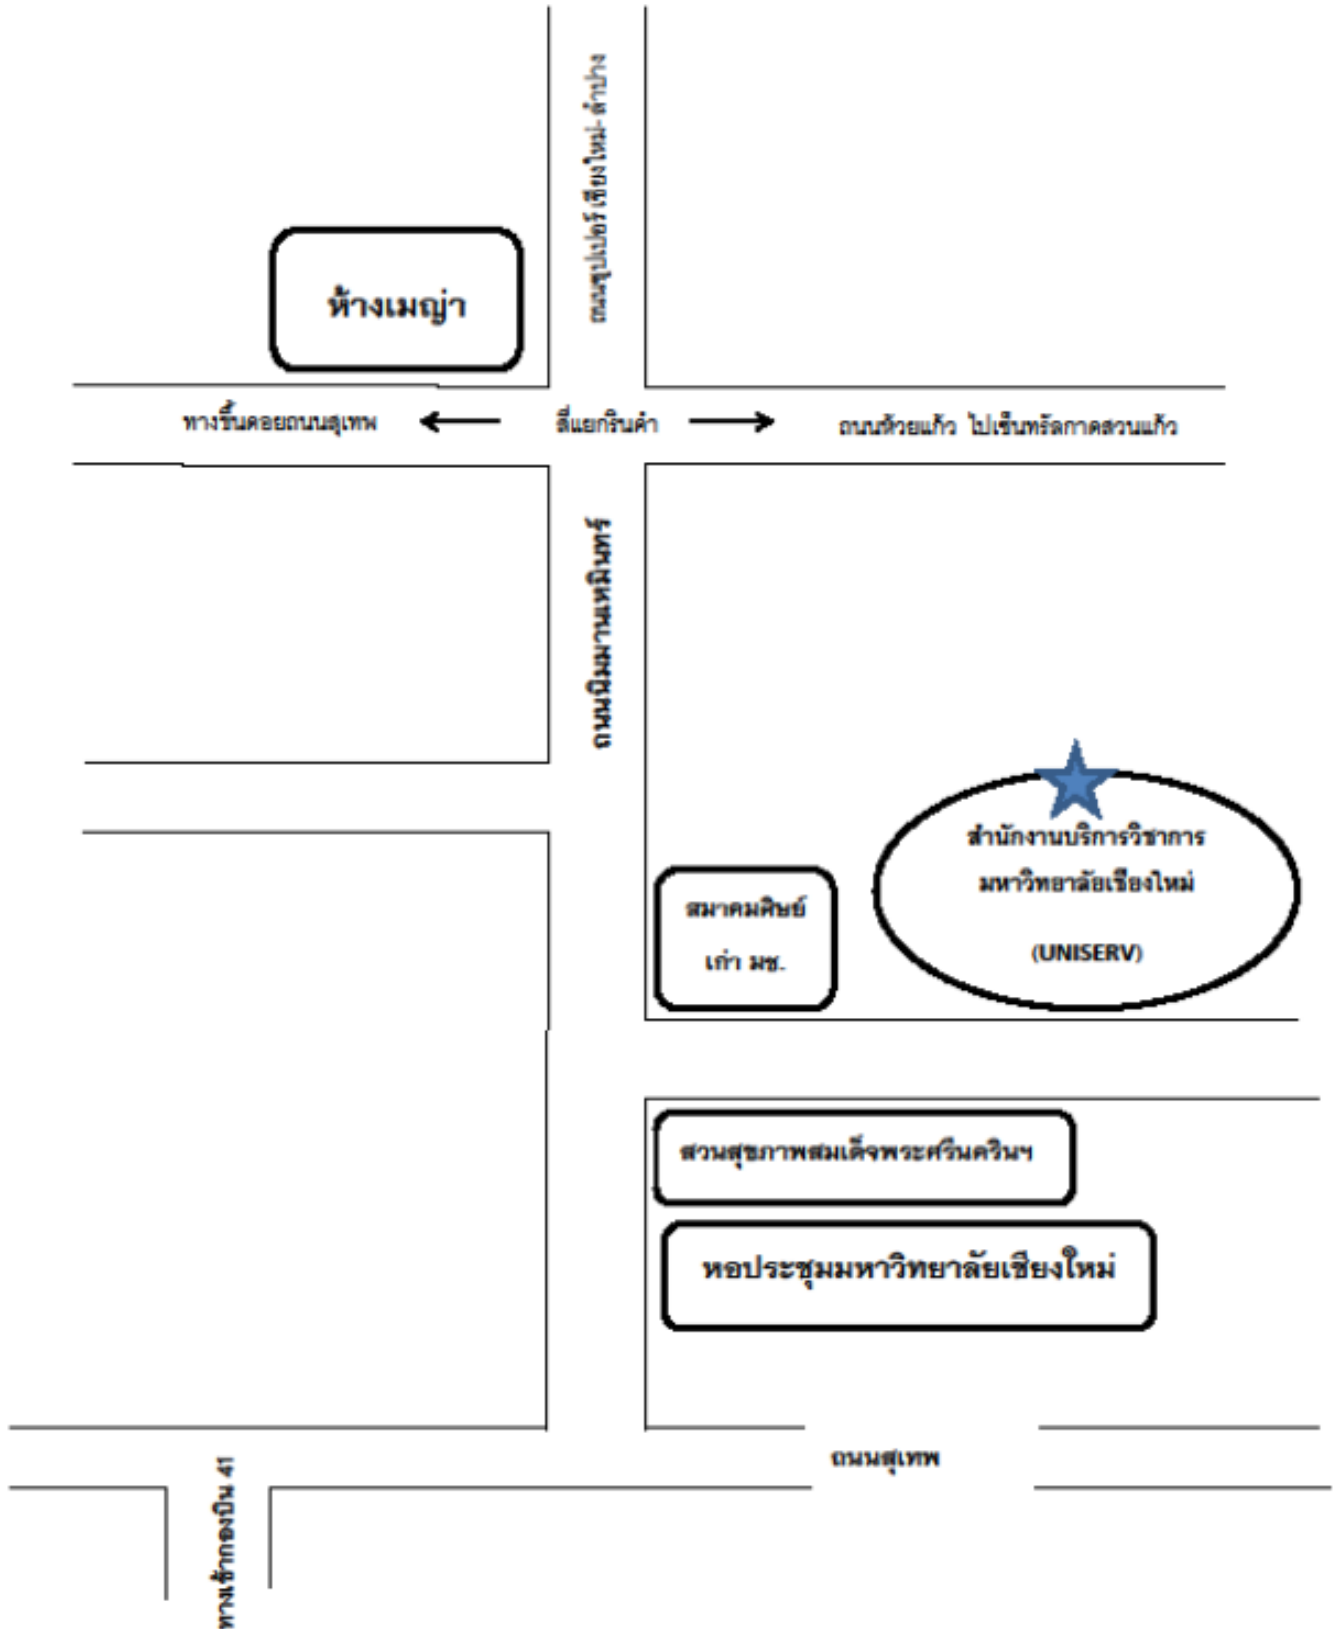 ถนนซุปเปอร์ เชียงใหม่- ลำปาง
ห้างเมญ่า
ทางขึ้นดอยถนนสุเทพ
สี่แยกรินคำ
ถนนห้วยแก้ว ไปเซ็นทรัลกาดสวนแก้ว
ถนนนิมมานเหมินทร์
สำนักงานบริการวิชาการ
มหาวิทยาลัยเชียงใหม่
(UNISERV)
สมาคมศิษย์
เก่า มช.
สวนสุขภาพสมเด็จพระศรีนครินฯ
หอประชุมมหาวิทยาลัยเชียงใหม่
ถนนสุเทพ
ทางเข้ากองบิน 41